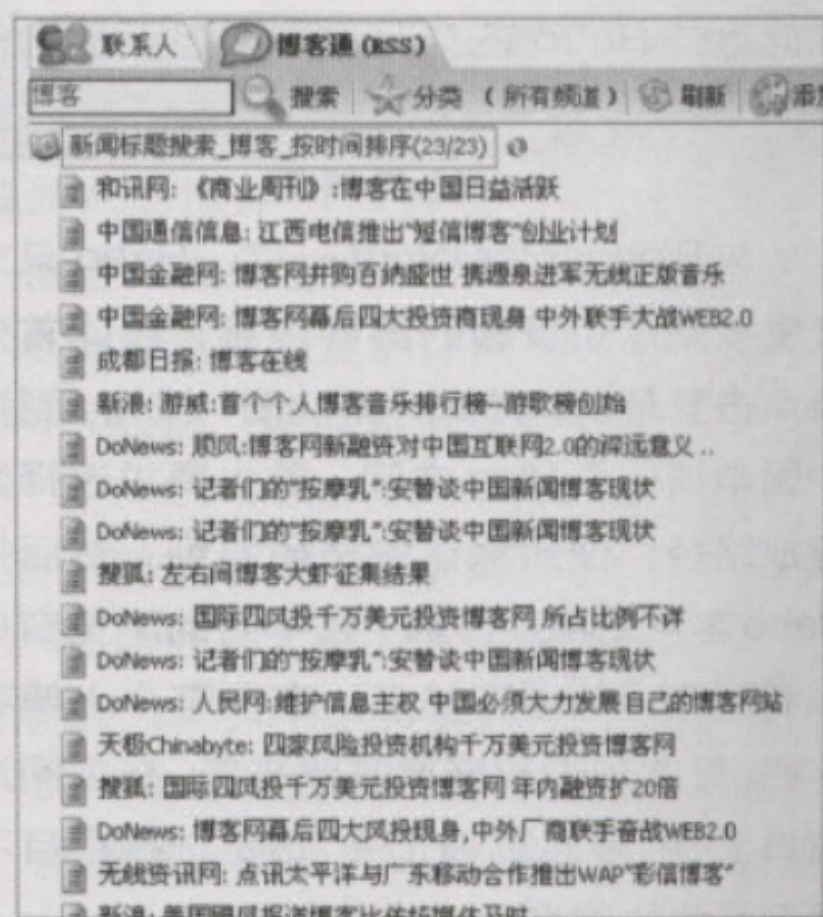 联系人 博客通 (RSS)
博客 搜索 分类 (所有频道) 刷新
新闻标题搜索_博客_按时间排序(23/23)
和讯网: 《商业周刊》:博客在中国日益活跃
中国通信信息: 江西电信推出"短信博客"创业计划
中国金融网: 博客网并购百纳盛世 携源泉进军无线正版音乐
中国金融网: 博客网幕后四大投资商现身 中外联手大战WEB2.0
成都日报: 博客在线
新浪: 游威:首个个人博客音乐排行榜--游歌榜创始
DoNews: 顺风:博客网新融资对中国互联网2.0的深远意义..
DoNews: 记者们的"按摩乳":安替谈中国新闻博客现状
DoNews: 记者们的"按摩乳":安替谈中国新闻博客现状
搜狐: 左右间博客大虾征集结果
DoNews: 国际四风投千万美元投资博客网 所占比例不详
DoNews: 记者们的"按摩乳":安替谈中国新闻博客现状
DoNews: 人民网:维护信息主权 中国必须大力发展自己的博客网站
天极Chinabyte: 四家风险投资机构千万美元投资博客网
搜狐: 国际四风投千万美元投资博客网 年内融资扩20倍
DoNews: 博客网幕后四大风投现身,中外厂商联手奋战WEB2.0
无线资讯网: 点讯太平洋与广东移动合作推出WAP"彩信博客"